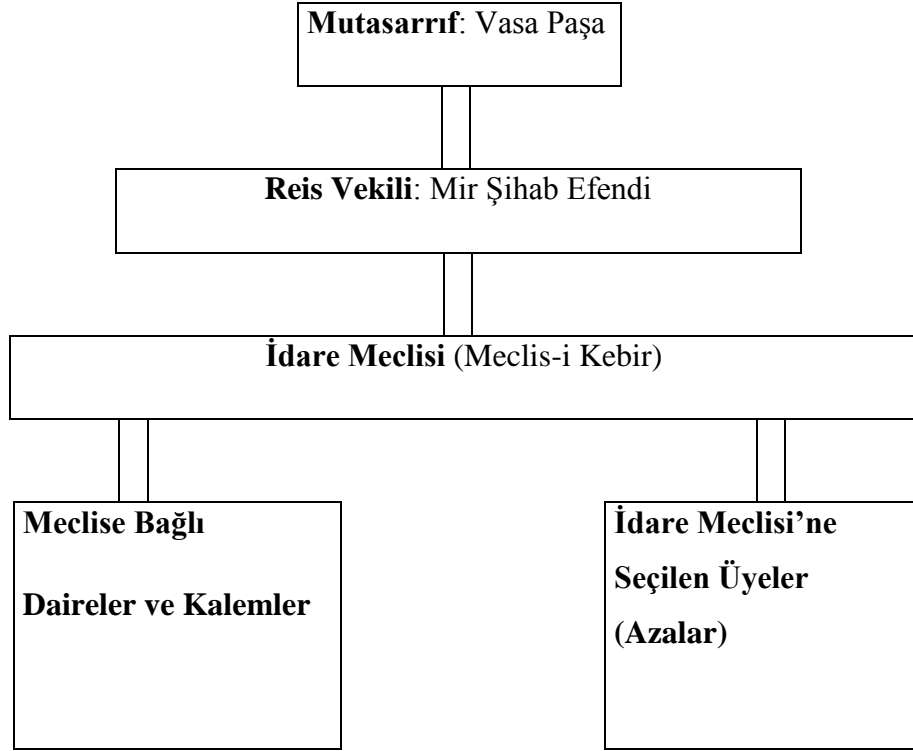 Mutasarrıf: Vasa Paşa
Reis Vekili: Mir Şihab Efendi
İdare Meclisi (Meclis-i Kebir)
Meclise Bağlı
Daireler ve Kalemler
İdare Meclisi’ne
Seçilen Üyeler
(Azalar)